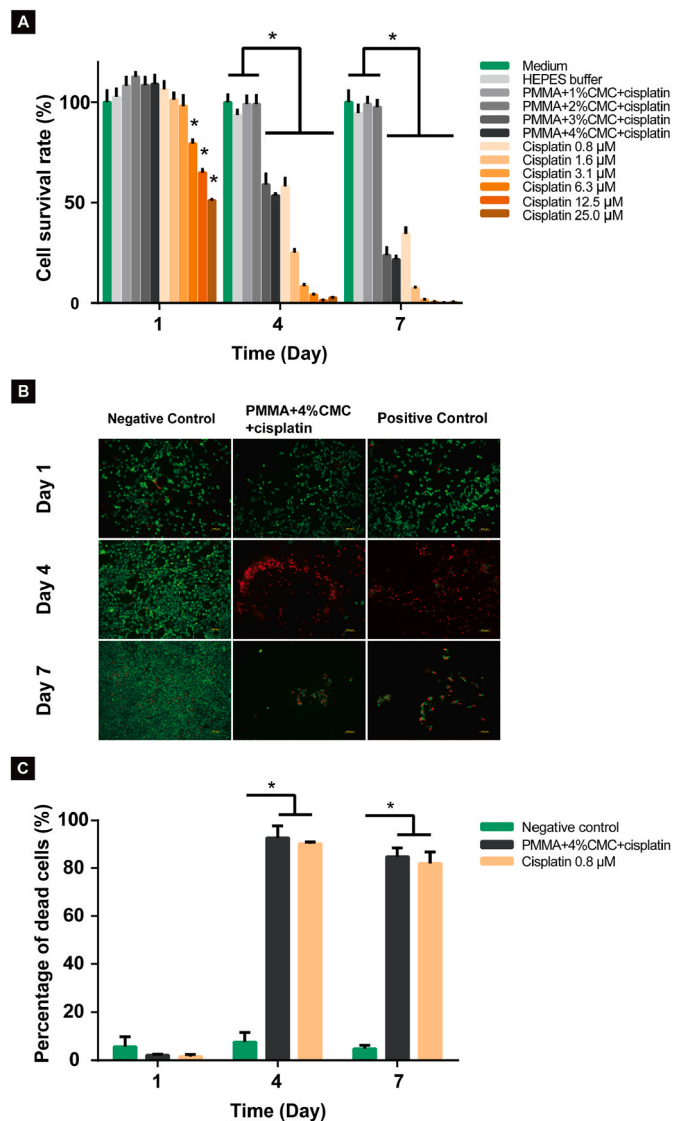 A
*
*
Cell survival rate (%)
100
50
0
*
*
*
1
4
7
Time (Day)
Medium
HEPES buffer
PMMA+1%CMC+cisplatin
PMMA+2%CMC+cisplatin
PMMA+3%CMC+cisplatin
PMMA+4%CMC+cisplatin
Cisplatin 0.8 µM
Cisplatin 1.6 µM
Cisplatin 3.1 µM
Cisplatin 6.3 µM
Cisplatin 12.5 µM
Cisplatin 25.0 µM
B
Negative Control
PMMA+4%CMC
+cisplatin
Positive Control
Day 1
Day 4
Day 7
C
*
*
Percentage of dead cells (%)
100
80
60
40
20
0
1
4
7
Time (Day)
Negative control
PMMA+4%CMC+cisplatin
Cisplatin 0.8 µM